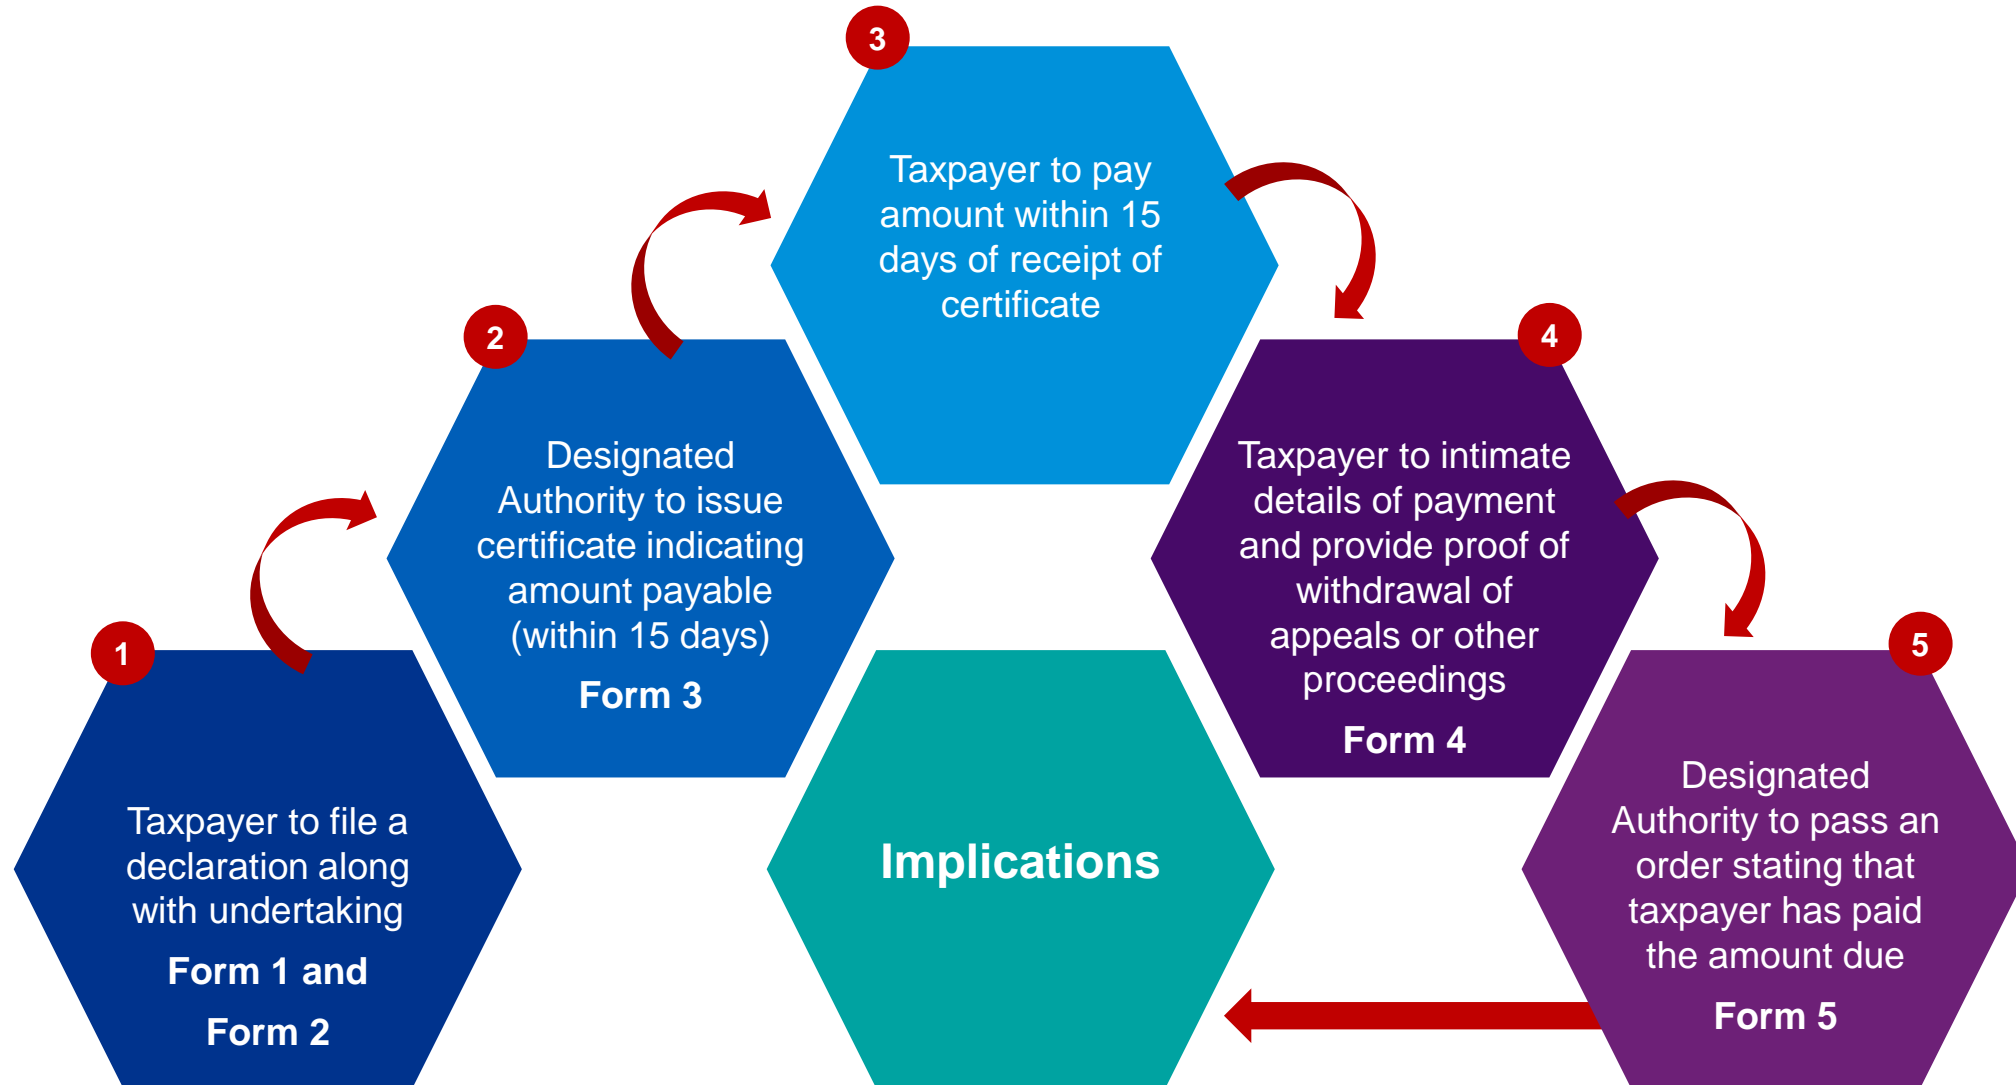 1
Taxpayer to file a
declaration along
with undertaking
Form 1 and
Form 2
2
Designated
Authority to issue
certificate indicating
amount payable
(within 15 days)
Form 3
3
Taxpayer to pay
amount within 15
days of receipt of
certificate
4
Taxpayer to intimate
details of payment
and provide proof of
withdrawal of
appeals or other
proceedings
Form 4
5
Designated
Authority to pass an
order stating that
taxpayer has paid
the amount due
Form 5
Implications